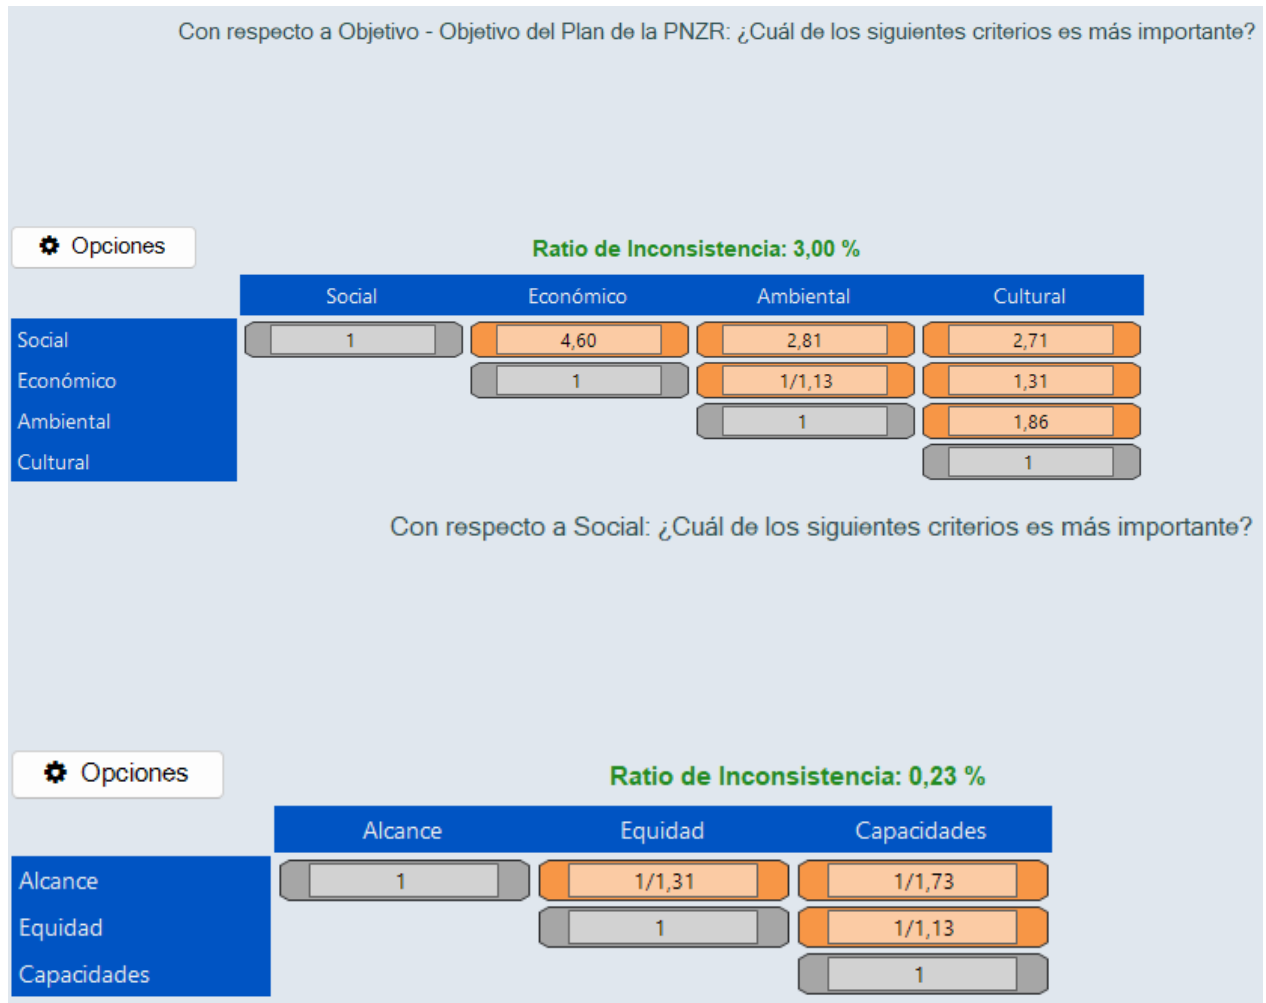 Con respecto a Objetivo - Objetivo del Plan de la PNZR: ¿Cuál de los siguientes criterios es más importante?
Opciones
Ratio de Inconsistencia: 3,00 %
Social Económico Ambiental Cultural
Social 1 4,60 2,81 2,71
Económico 1 1/1,13 1,31
Ambiental 1 1,86
Cultural 1
Con respecto a Social: ¿Cuál de los siguientes criterios es más importante?
Opciones
Ratio de Inconsistencia: 0,23 %
Alcance Equidad Capacidades
Alcance 1 1/1,31 1/1,73
Equidad 1 1/1,13
Capacidades 1